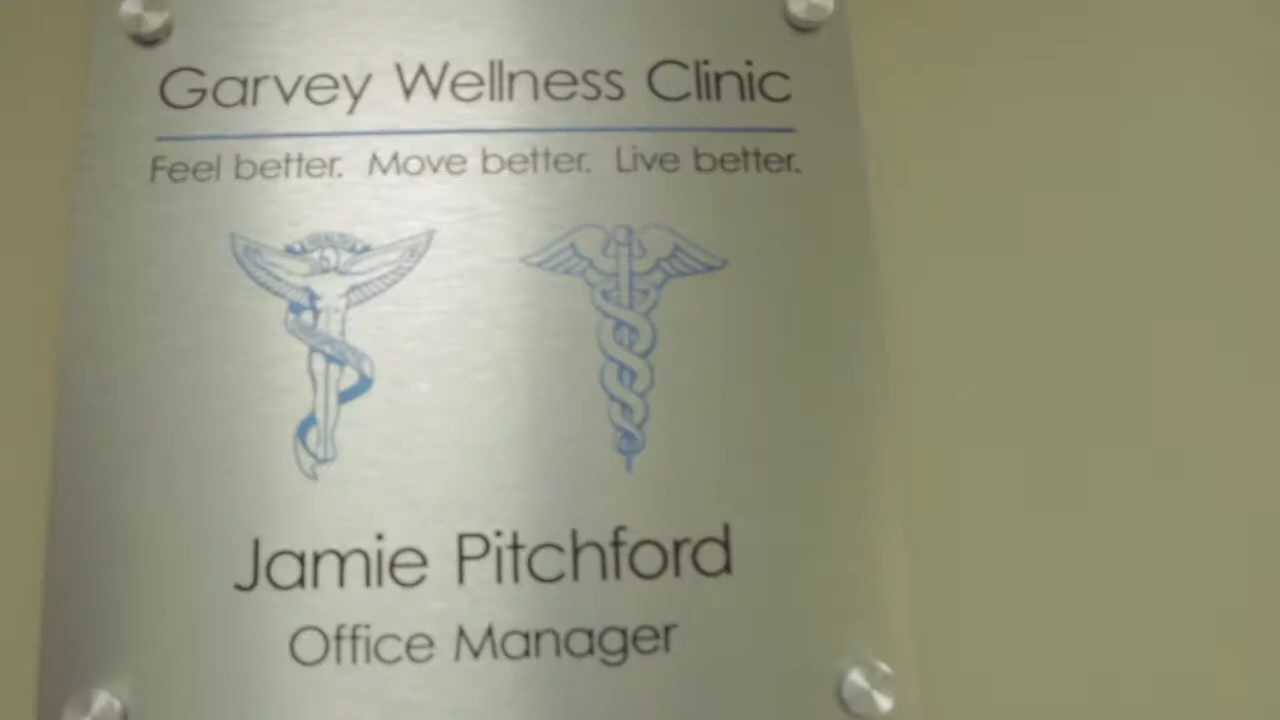 Garvey Wellness Clinic
Feel better. Move better. Live better.
Jamie Pitchford
Office Manager